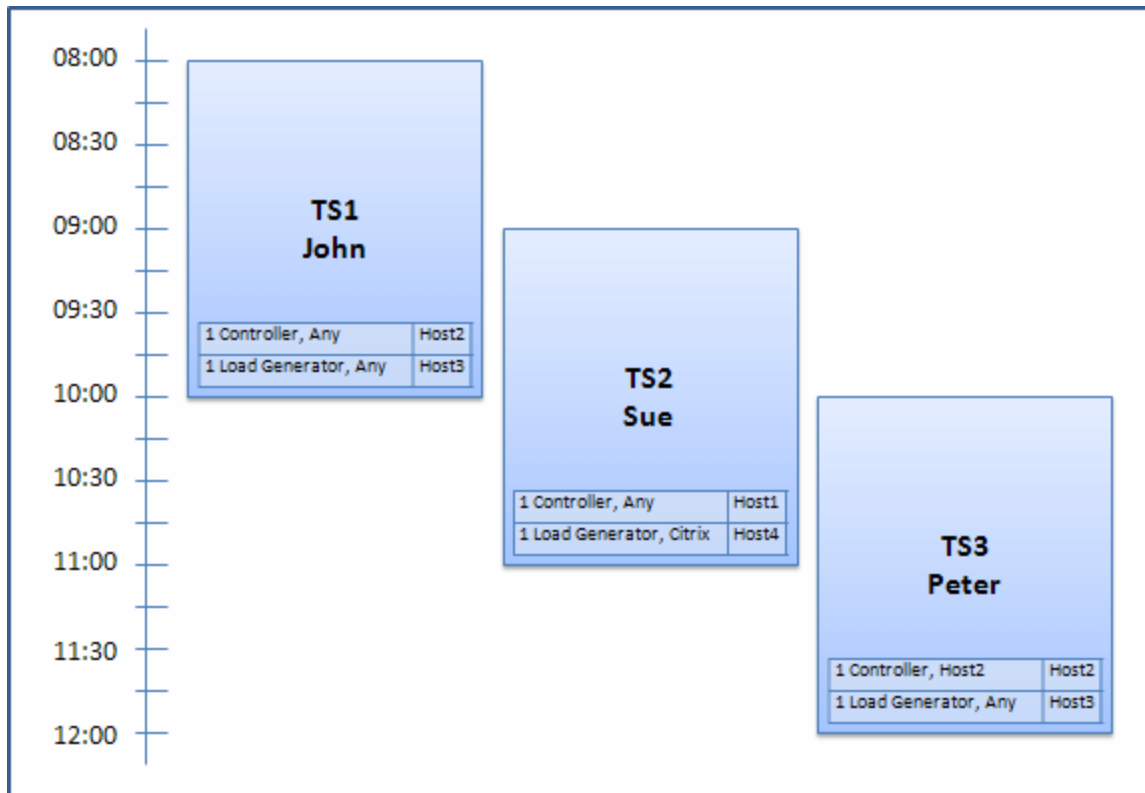 08:00
08:30
09:00
09:30
10:00
10:30
11:00
11:30
12:00
TS1
John
1 Controller, Any Host2
1 Load Generator, Any Host3
TS2
Sue
1 Controller, Any Host1
1 Load Generator, Citrix Host4
TS3
Peter
1 Controller, Host2 Host2
1 Load Generator, Any Host3